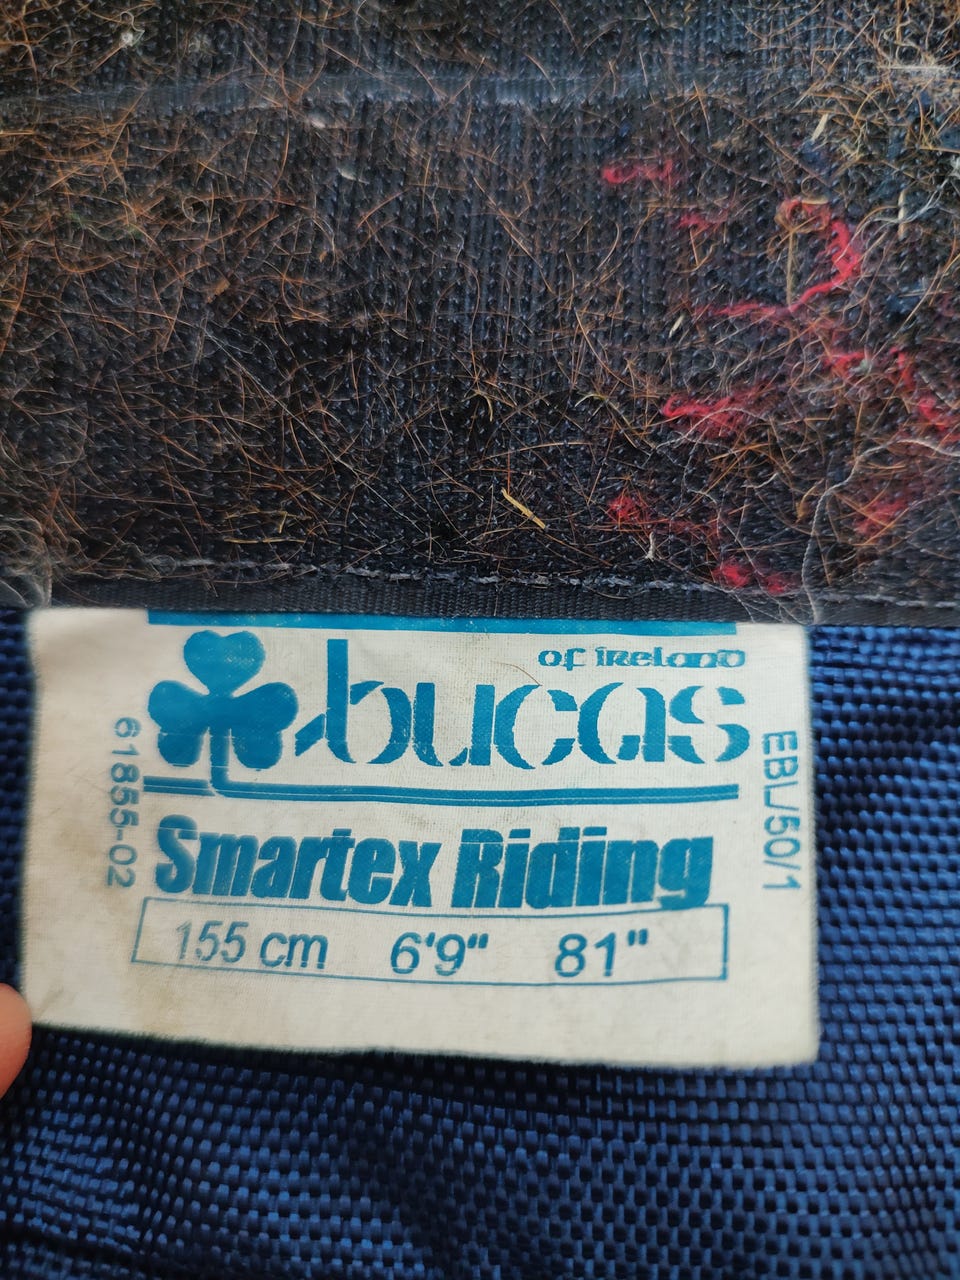 of ireland
bucas
Smartex Riding
155 cm 6'9" 81"
61855-02
EBL/50/1